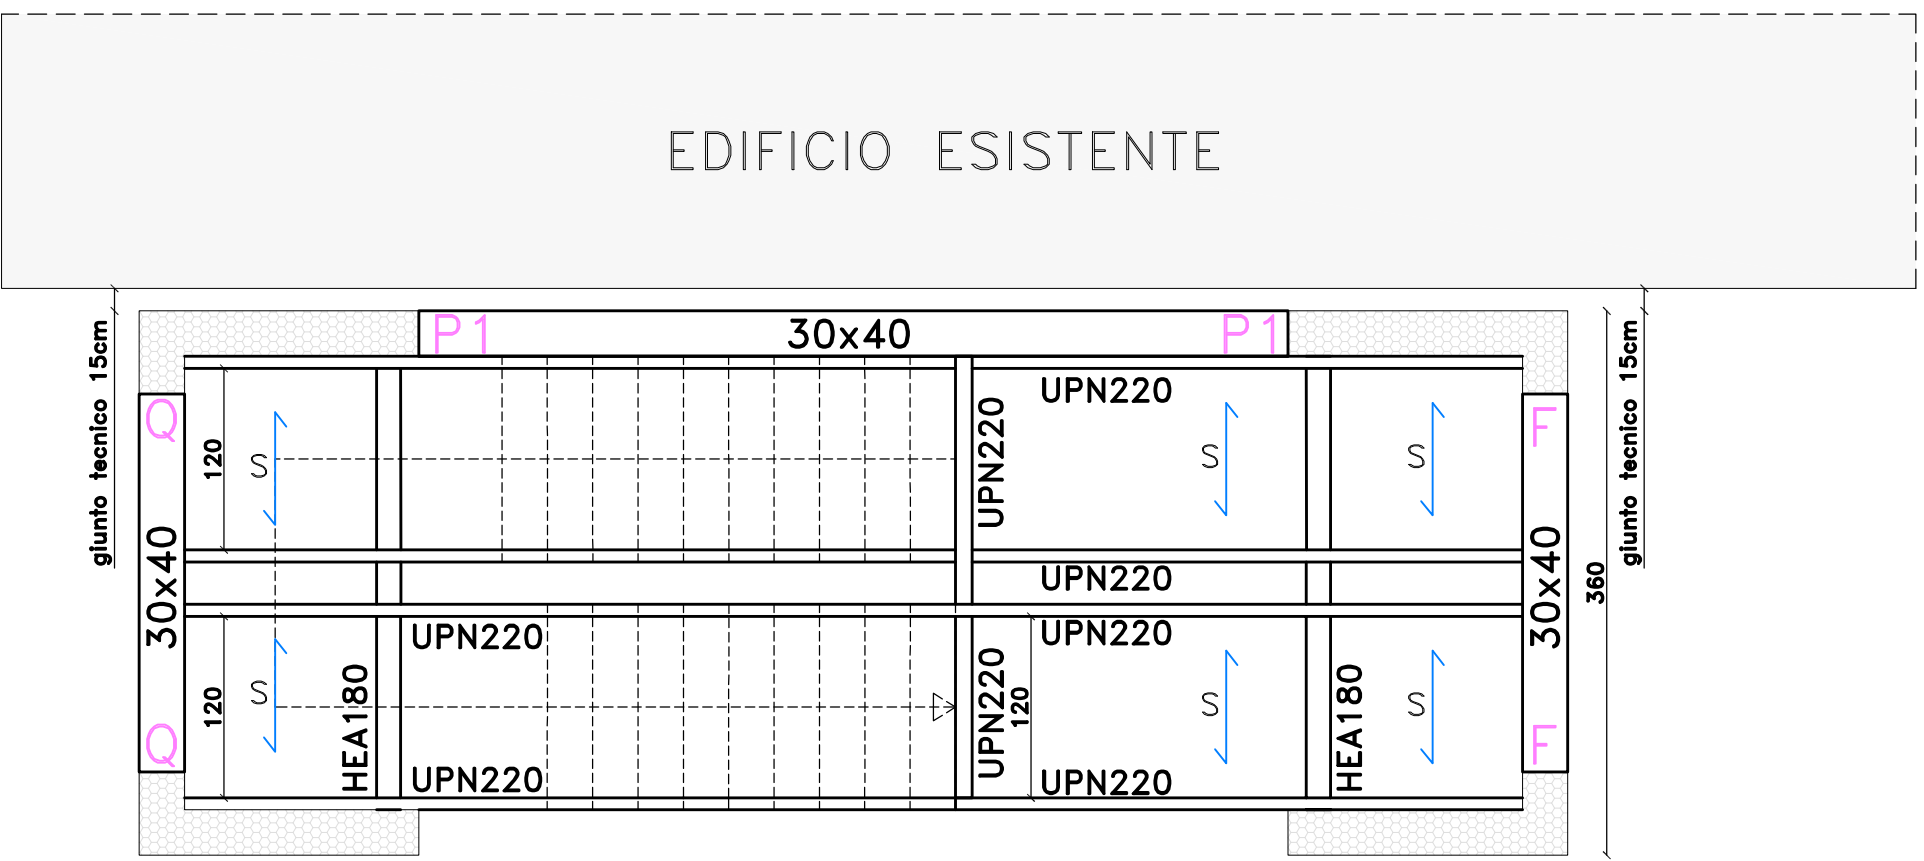 EDIFICIO ESISTENTE
giunto tecnico 15cm
P1
30x40
P1
giunto tecnico 15cm
Q
120
S
UPN220
UPN220
S
S
F
30x40
UPN220
360
30x40
UPN220
UPN220
Q
120
S
HEA180
UPN220
UPN220
120
UPN220
S
HEA180
S
F